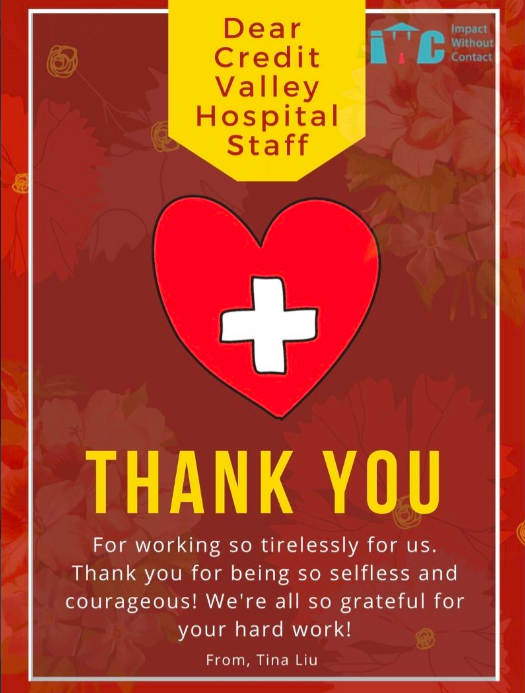 Dear
Credit
Valley
Hospital
Staff
iwc
Impact
Without
Contact
THANK YOU
For working so tirelessly for us.
Thank you for being so selfless and
courageous! We're all so grateful for
your hard work!
From, Tina Liu